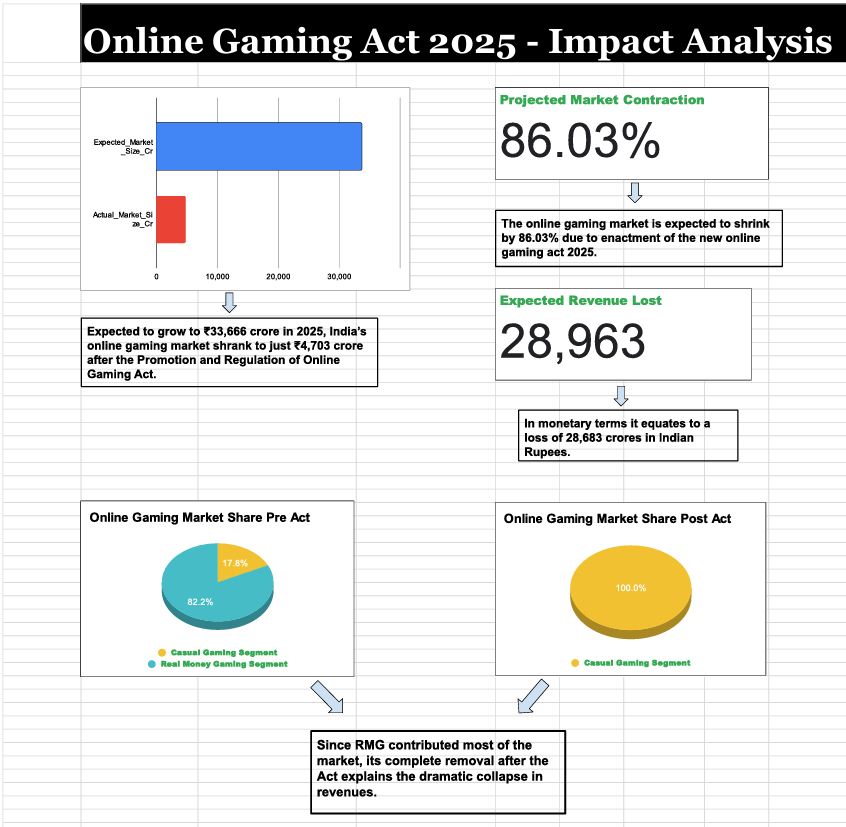 Online Gaming Act 2025 - Impact Analysis
Expected_Market
_Size_Cr
Actual_Market_Si
ze_Cr
0
10,000
20,000
30,000
Expected to grow to ₹33,666 crore in 2025, India's
online gaming market shrank to just ₹4,703 crore
after the Promotion and Regulation of Online
Gaming Act.
Projected Market Contraction
86.03%
The online gaming market is expected to shrink
by 86.03% due to enactment of the new online
gaming act 2025.
Expected Revenue Lost
28,963
In monetary terms it equates to a
loss of 28,683 crores in Indian
Rupees.
Online Gaming Market Share Pre Act
17.8%
82.2%
Casual Gaming Segment
Real Money Gaming Segment
Online Gaming Market Share Post Act
100.0%
Casual Gaming Segment
Since RMG contributed most of the
market, its complete removal after the
Act explains the dramatic collapse in
revenues.